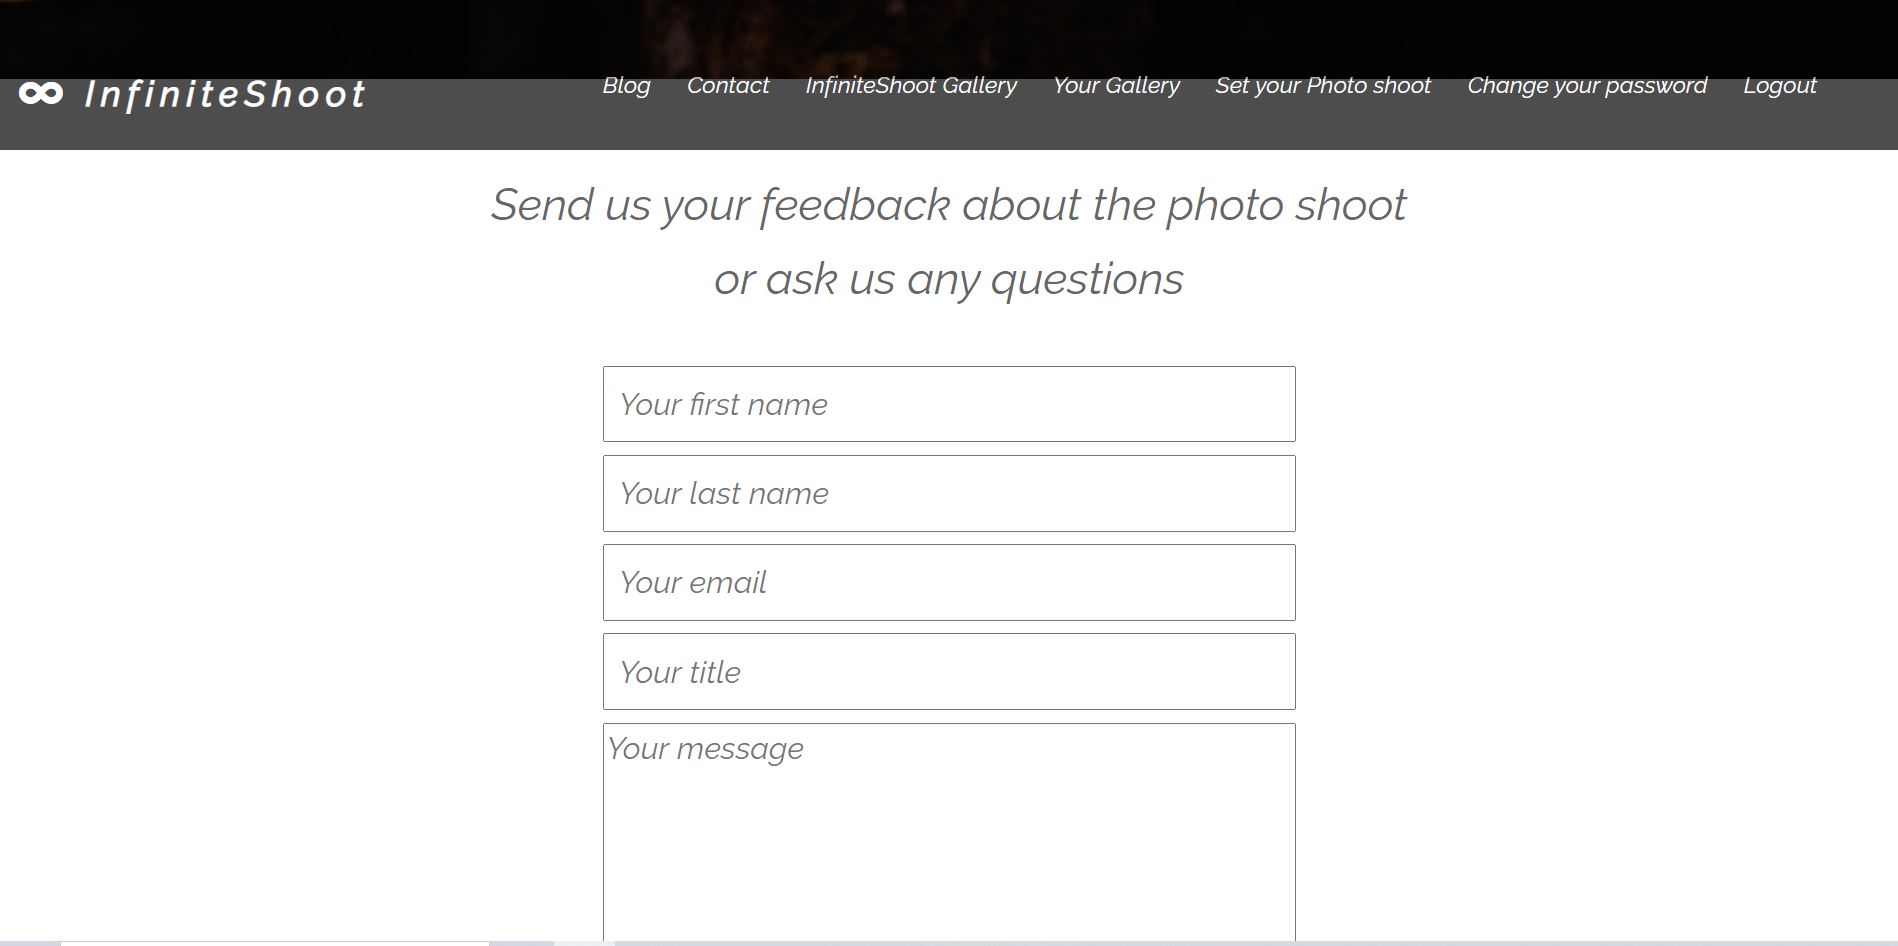 InfiniteShoot
Blog Contact InfiniteShoot Gallery Your Gallery Set your Photo shoot Change your password Logout
Send us your feedback about the photo shoot
or ask us any questions
Your first name
Your last name
Your email
Your title
Your message